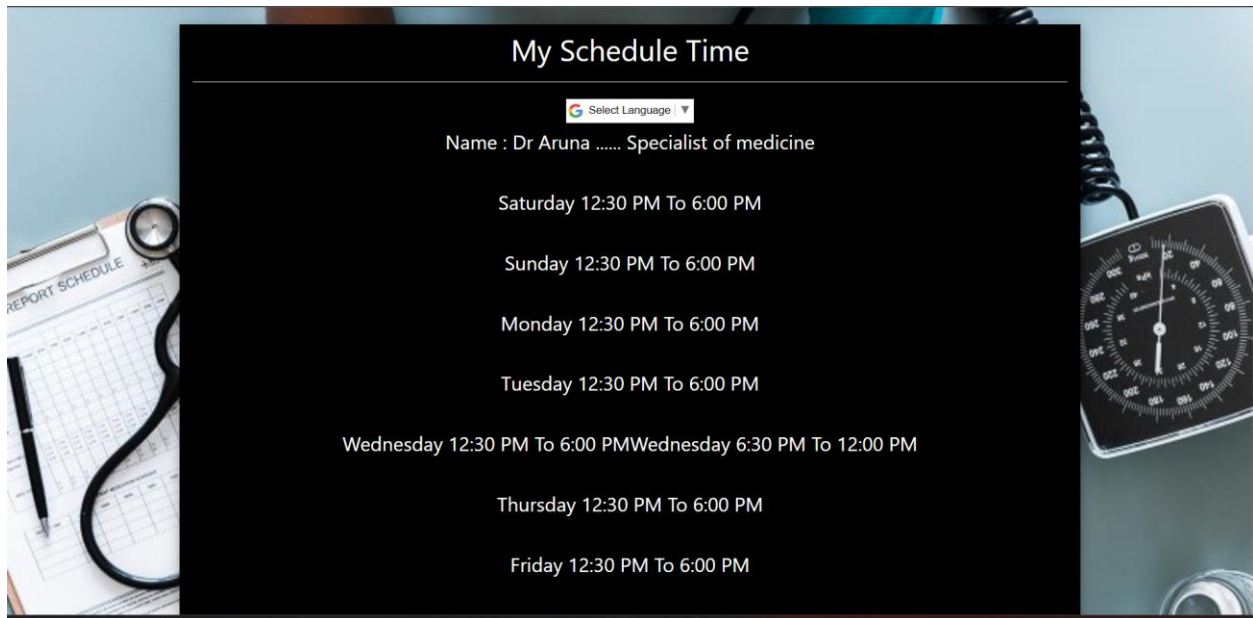 My Schedule Time
Select Language
Name : Dr Aruna ...... Specialist of medicine
Saturday 12:30 PM To 6:00 PM
Sunday 12:30 PM To 6:00 PM
REPORT SCHEDULE
Monday 12:30 PM To 6:00 PM
Tuesday 12:30 PM To 6:00 PM
Wednesday 12:30 PM To 6:00 PMWednesday 6:30 PM To 12:00 PM
Thursday 12:30 PM To 6:00 PM
Friday 12:30 PM To 6:00 PM